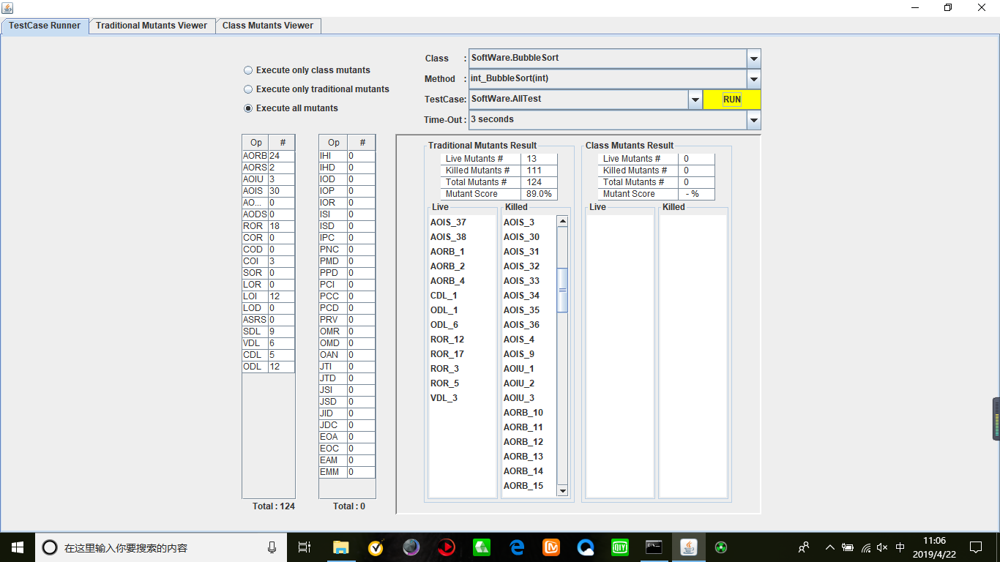 TestCase Runner Traditional Mutants Viewer Class Mutants Viewer
Class : SoftWare.BubbleSort
Execute only class mutants
Method : int_BubbleSort(int)
Execute only traditional mutants
TestCase: SoftWare.AllTest RUN
Execute all mutants
Time-Out : 3 seconds
Op #
AORB 24
AORS 2
AOIU 3
AOIS 30
AO... 0
AODS 0
ROR 18
COR 0
COD 0
COI 3
SOR 0
LOR 0
LOI 12
LOD 0
ASRS 0
SDL 9
VDL 6
CDL 5
ODL 12
Total : 124
Op #
IHI 0
IHD 0
IOD 0
IOP 0
IOR 0
ISI 0
ISD 0
IPC 0
PNC 0
PMD 0
PPD 0
PCI 0
PCC 0
PCD 0
PRV 0
OMR 0
OMD 0
OAN 0
JTI 0
JTD 0
JSI 0
JSD 0
JID 0
JDC 0
EOA 0
EOC 0
EAM 0
EMM 0
Total : 0
Traditional Mutants Result
Live Mutants # 13
Killed Mutants # 111
Total Mutants # 124
Mutant Score 89.0%
Live
AOIS_37
AOIS_38
AORB_1
AORB_2
AORB_4
CDL_1
ODL_1
ODL_6
ROR_12
ROR_17
ROR_3
ROR_5
VDL_3
Killed
AOIS_3
AOIS_30
AOIS_31
AOIS_32
AOIS_33
AOIS_34
AOIS_35
AOIS_36
AOIS_4
AOIS_9
AOIU_1
AOIU_2
AOIU_3
AORB_10
AORB_11
AORB_12
AORB_13
AORB_14
AORB_15
Class Mutants Result
Live Mutants # 0
Killed Mutants # 0
Total Mutants # 0
Mutant Score - %
Live
Killed
在这里输入你要搜索的内容
DIY
中
11:06
2019/4/22